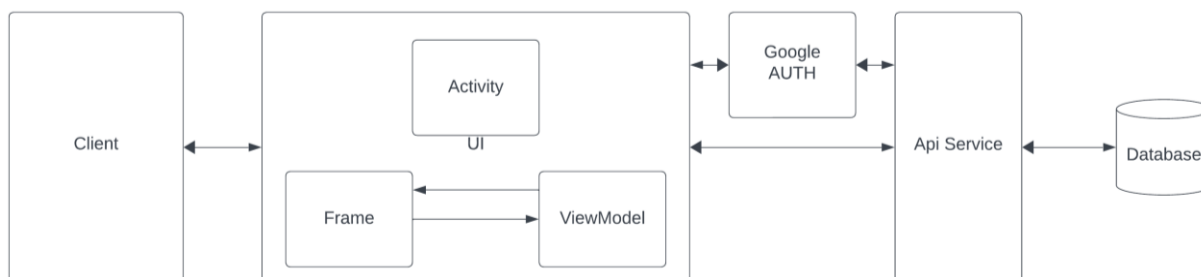 Client
Activity
UI
Frame
ViewModel
Google
AUTH
Api Service
Database